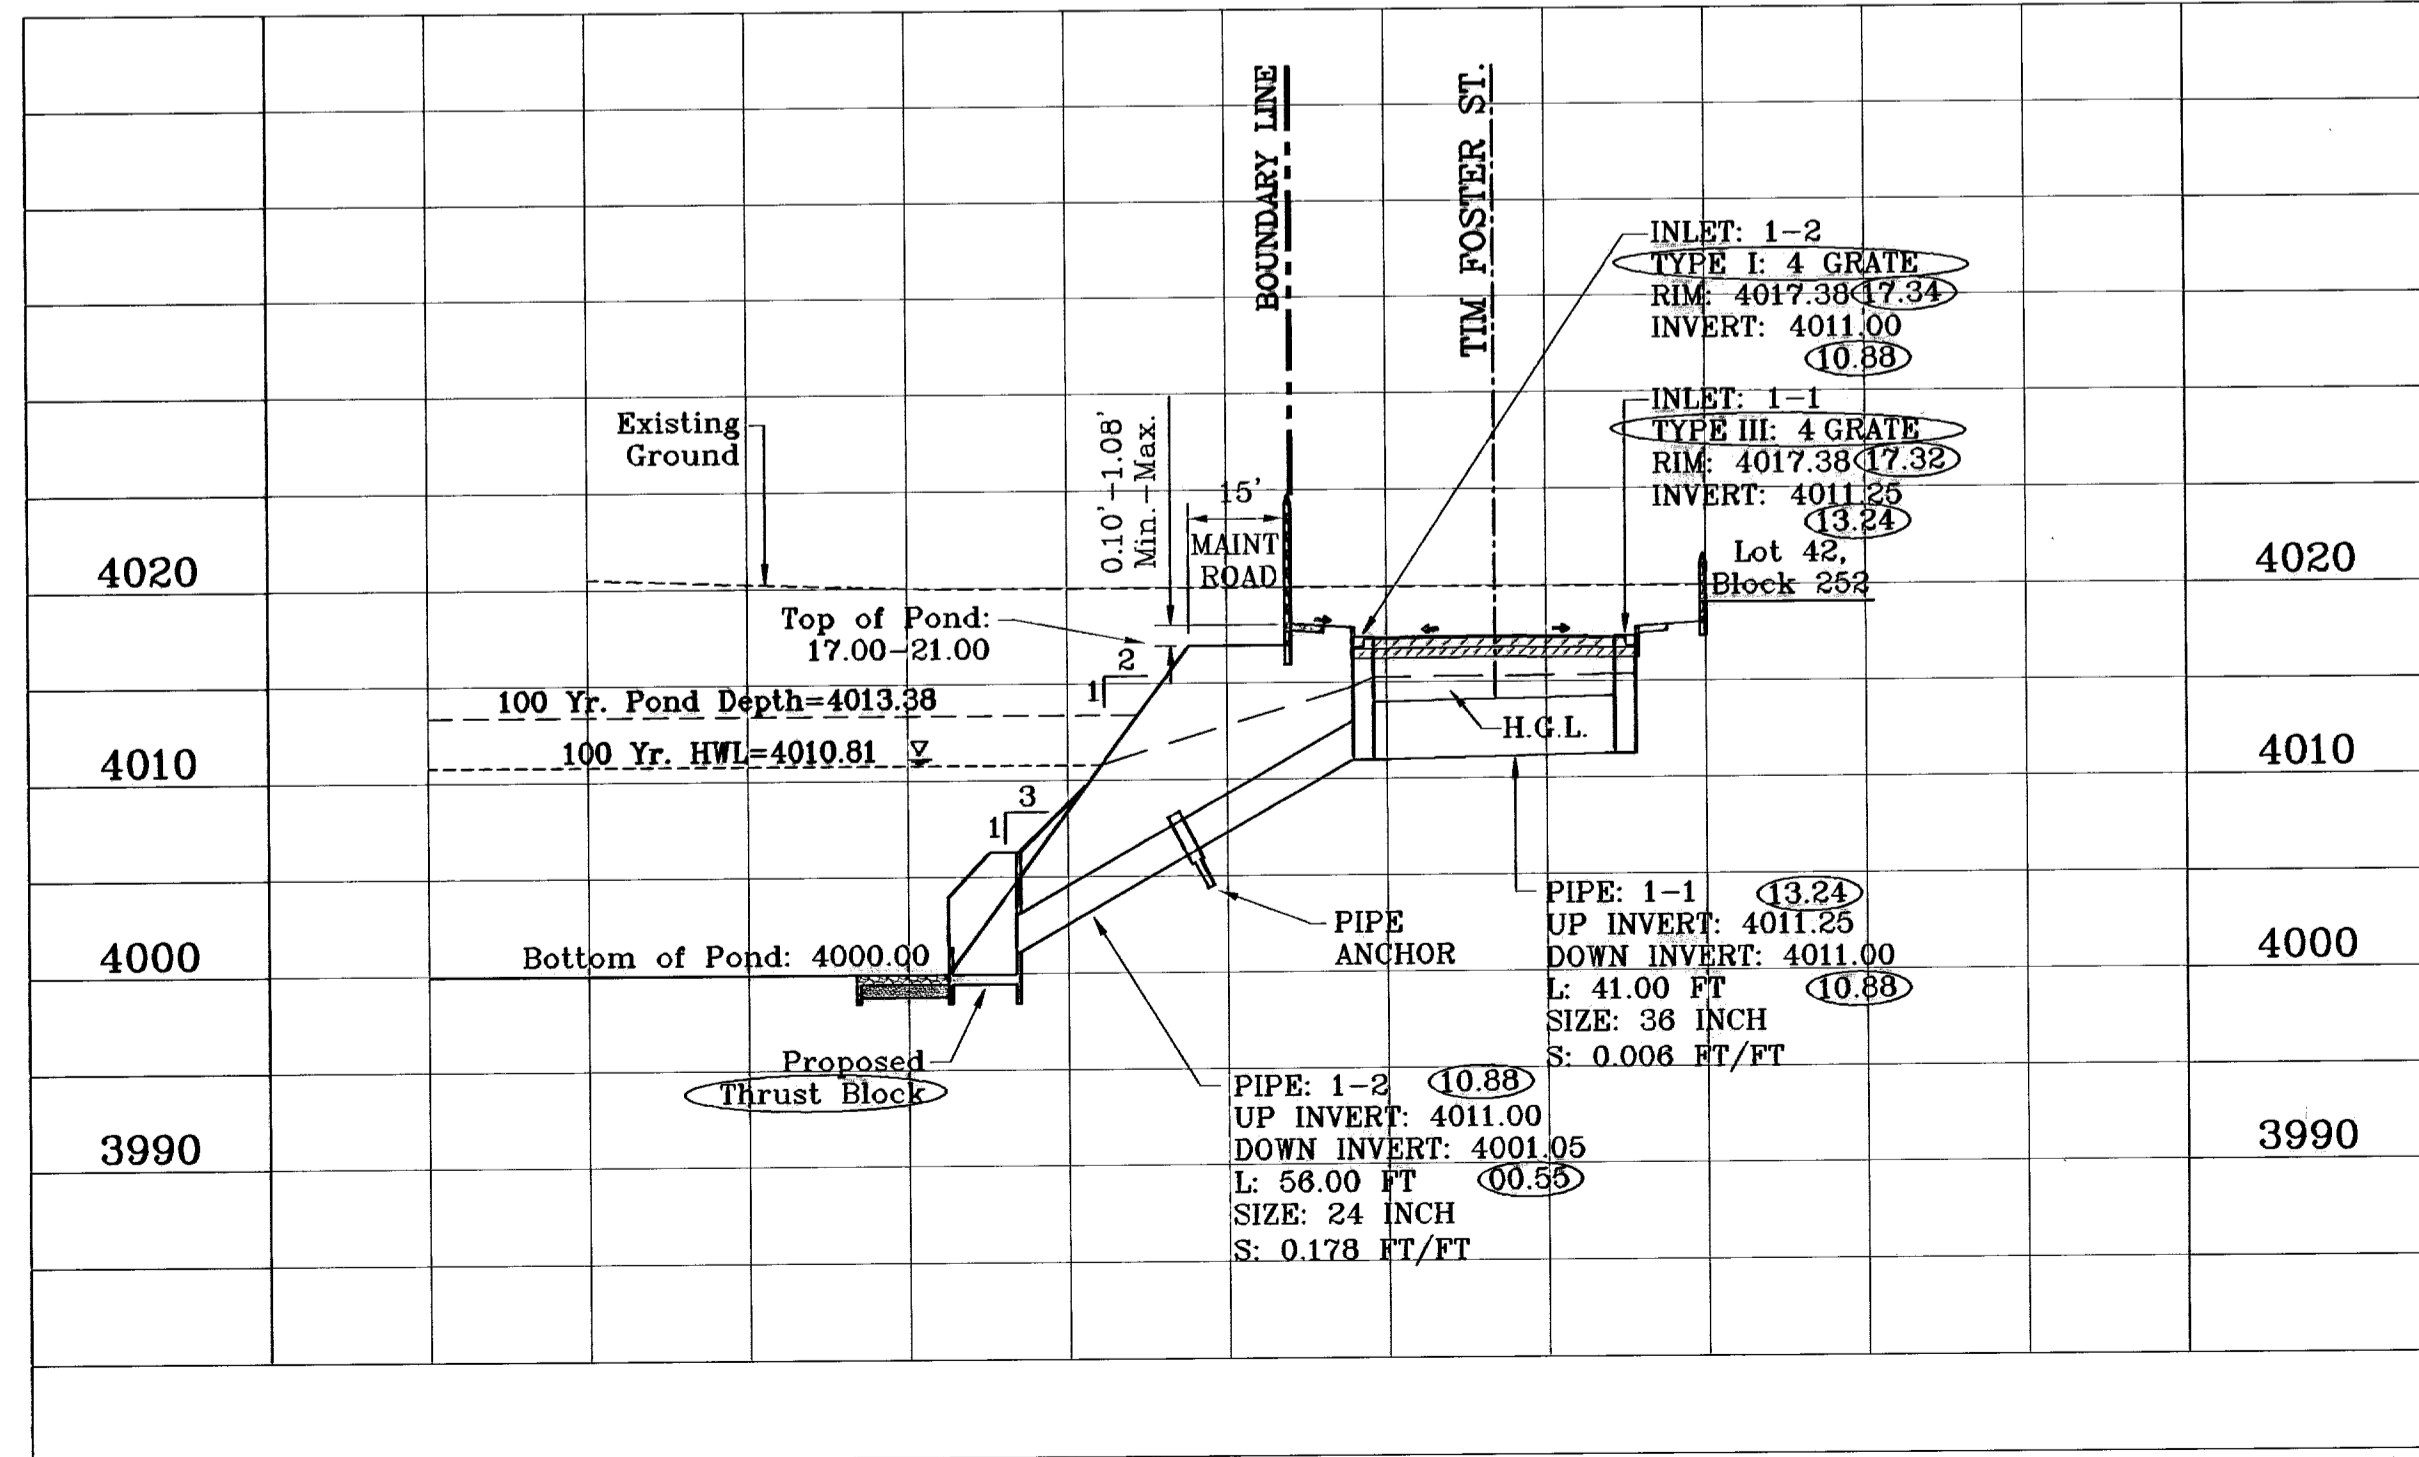 BOUNDARY LINE
TIM FOSTER ST.
INLET: 1-2
TYPE I: 4 GRATE
RIM: 4017.38 17.34
INVERT: 4011.00
10.88
INLET: 1-1
TYPE III: 4 GRATE
RIM: 4017.38 17.32
INVERT: 4011.25
13.24
Lot 42,
Block 252
Existing
Ground
0.10'-1.08'
Min.-Max.
15'
MAINT
ROAD
4020
4020
Top of Pond:
17.00-21.00
2
1
100 Yr. Pond Depth=4013.38
100 Yr. HWL=4010.81
H.G.L.
4010
4010
3
1
PIPE
ANCHOR
PIPE: 1-1 13.24
UP INVERT: 4011.25
DOWN INVERT: 4011.00
L: 41.00 FT 10.88
SIZE: 36 INCH
S: 0.006 FT/FT
4000
Bottom of Pond: 4000.00
4000
Proposed
Thrust Block
PIPE: 1-2 10.88
UP INVERT: 4011.00
DOWN INVERT: 4001.05
L: 56.00 FT 00.55
SIZE: 24 INCH
S: 0.178 FT/FT
3990
3990